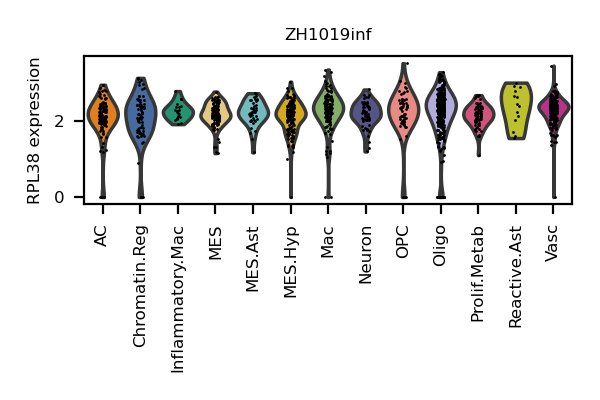 ZH1019inf
RPL38 expression
2
0
AC
Chromatin.Reg
Inflammatory.Mac
MES
MES.Ast
MES.Hyp
Mac
Neuron
OPC
Oligo
Prolif.Metab
Reactive.Ast
Vasc